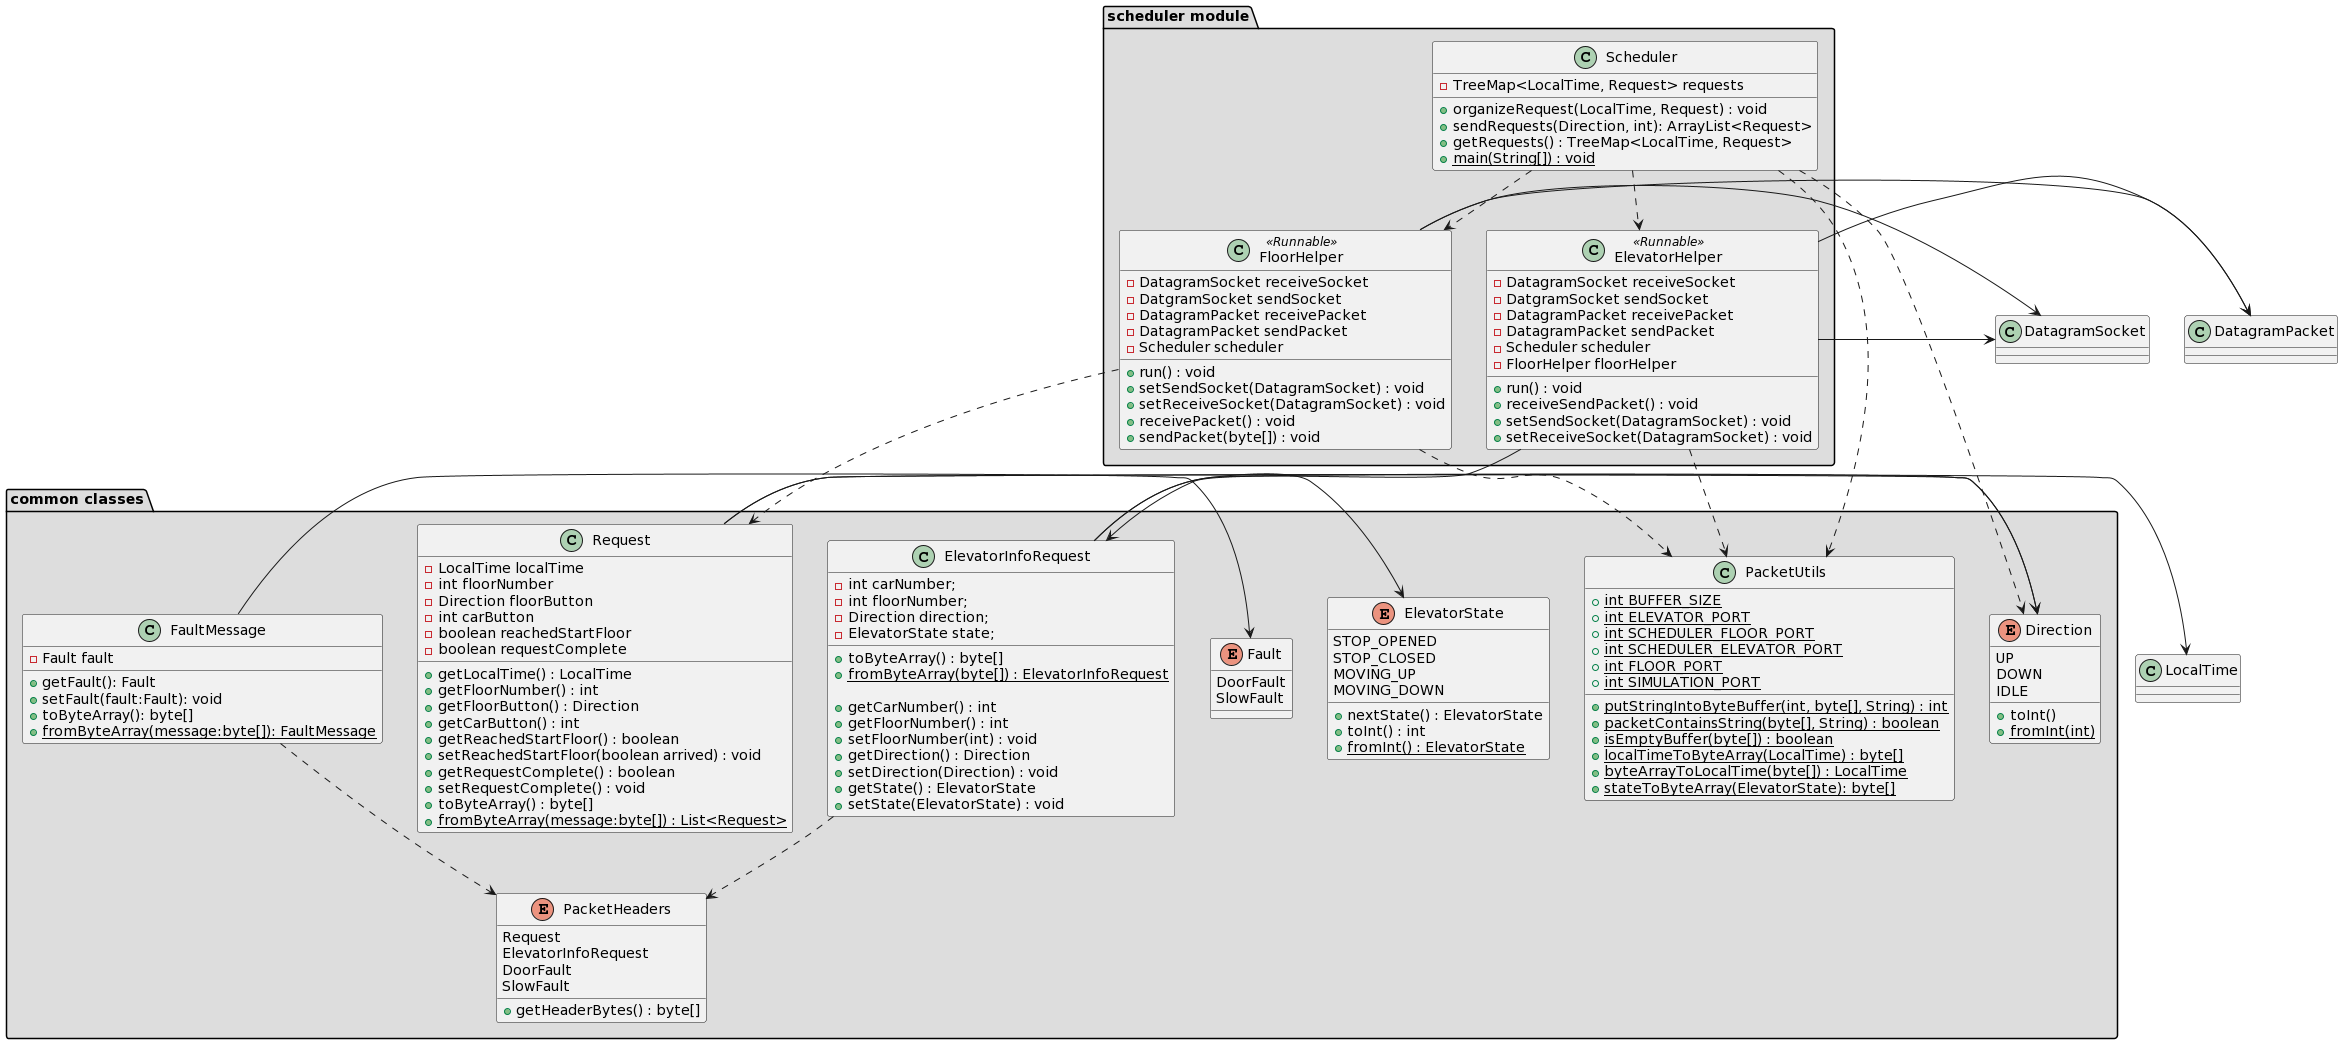 scheduler module
C Scheduler
TreeMap<LocalTime, Request> requests
organizeRequest(LocalTime, Request) : void
sendRequests(Direction, int): ArrayList<Request>
getRequests() : TreeMap<LocalTime, Request>
main(String[]) : void
C «Runnable»
FloorHelper
DatagramSocket receiveSocket
DatgramSocket sendSocket
DatagramPacket receivePacket
DatagramPacket sendPacket
Scheduler scheduler
run() : void
setSendSocket(DatagramSocket) : void
setReceiveSocket(DatagramSocket) : void
receivePacket() : void
sendPacket(byte[]) : void
C «Runnable»
ElevatorHelper
DatagramSocket receiveSocket
DatgramSocket sendSocket
DatagramPacket receivePacket
DatagramPacket sendPacket
Scheduler scheduler
FloorHelper floorHelper
run() : void
receiveSendPacket() : void
setSendSocket(DatagramSocket) : void
setReceiveSocket(DatagramSocket) : void
C DatagramSocket
C DatagramPacket
common classes
C FaultMessage
Fault fault
getFault(): Fault
setFault(fault:Fault): void
toByteArray(): byte[]
fromByteArray(message:byte[]): FaultMessage
C Request
LocalTime localTime
int floorNumber
Direction floorButton
int carButton
boolean reachedStartFloor
boolean requestComplete
getLocalTime() : LocalTime
getFloorNumber() : int
getFloorButton() : Direction
getCarButton() : int
getReachedStartFloor() : boolean
setReachedStartFloor(boolean arrived) : void
getRequestComplete() : boolean
setRequestComplete() : void
toByteArray() : byte[]
fromByteArray(message:byte[]) : List<Request>
C ElevatorInfoRequest
int carNumber;
int floorNumber;
Direction direction;
ElevatorState state;
toByteArray() : byte[]
fromByteArray(byte[]) : ElevatorInfoRequest
getCarNumber() : int
getFloorNumber() : int
setFloorNumber(int) : void
getDirection() : Direction
setDirection(Direction) : void
getState() : ElevatorState
setState(ElevatorState) : void
E Fault
DoorFault
SlowFault
E ElevatorState
STOP_OPENED
STOP_CLOSED
MOVING_UP
MOVING_DOWN
nextState() : ElevatorState
toInt() : int
fromInt() : ElevatorState
C PacketUtils
int BUFFER_SIZE
int ELEVATOR_PORT
int SCHEDULER_FLOOR_PORT
int SCHEDULER_ELEVATOR_PORT
int FLOOR_PORT
int SIMULATION_PORT
putStringIntoByteBuffer(int, byte[], String) : int
packetContainsString(byte[], String) : boolean
isEmptyBuffer(byte[]) : boolean
localTimeToByteArray(LocalTime) : byte[]
byteArrayToLocalTime(byte[]) : LocalTime
stateToByteArray(ElevatorState): byte[]
E Direction
UP
DOWN
IDLE
toInt()
fromInt(int)
C LocalTime
E PacketHeaders
Request
ElevatorInfoRequest
DoorFault
SlowFault
getHeaderBytes() : byte[]